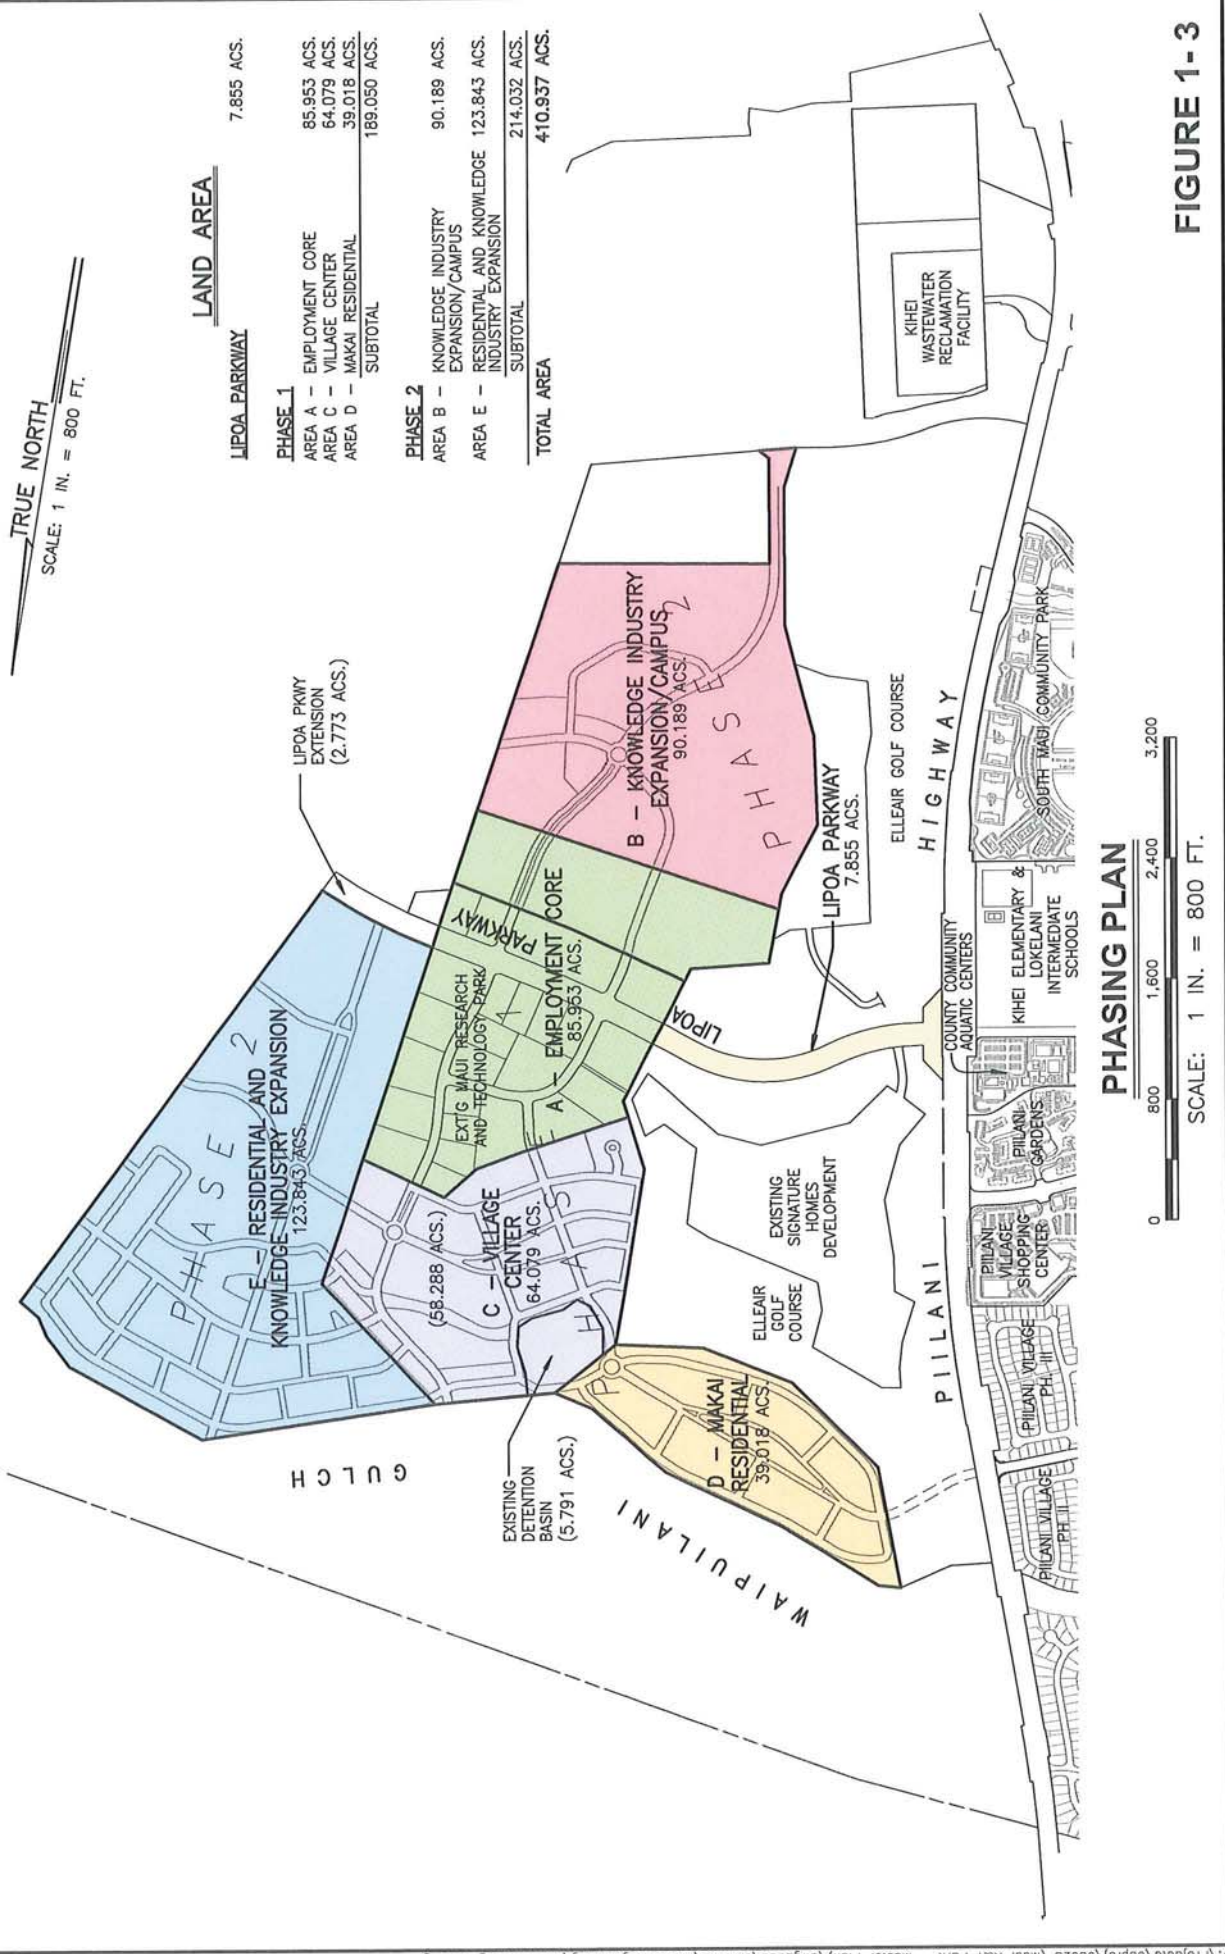 TRUE NORTH
SCALE: 1 IN. = 800 FT.
LAND AREA
LIPOA PARKWAY 7.855 ACS.
PHASE 1
AREA A – EMPLOYMENT CORE 85.953 ACS.
AREA C – VILLAGE CENTER 64.079 ACS.
AREA D – MAKAI RESIDENTIAL 39.018 ACS.
SUBTOTAL 189.050 ACS.
PHASE 2
AREA B – KNOWLEDGE INDUSTRY 90.189 ACS.
EXPANSION/CAMPUS
AREA E – RESIDENTIAL AND KNOWLEDGE 123.843 ACS.
INDUSTRY EXPANSION
SUBTOTAL 214.032 ACS.
TOTAL AREA 410.937 ACS.
LIPOA PKWY
EXTENSION
(2.773 ACS.)
PHASE 2
E – RESIDENTIAL AND
KNOWLEDGE INDUSTRY EXPANSION
123.843 ACS.
GULCH
(58.288 ACS.)
C – VILLAGE
CENTER
64.079 ACS.
EXISTING
DETENTION
BASIN
(5.791 ACS.)
EXT'G MAUI RESEARCH
AND TECHNOLOGY PARK
A – EMPLOYMENT CORE
85.953 ACS.
PHASE
LIPOA PARKWAY
B – KNOWLEDGE INDUSTRY
EXPANSION/CAMPUS
90.189 ACS.
PHASE 2
WAIPUILANI
D – MAKAI
RESIDENTIAL
39.018 ACS.
ELLEAIR
GOLF
COURSE
EXISTING
SIGNATURE
HOMES
DEVELOPMENT
LIPOA PARKWAY
7.855 ACS.
ELLEAIR GOLF COURSE
KIHEI
WASTEWATER
RECLAMATION
FACILITY
PIILANI HIGHWAY
COUNTY COMMUNITY
AQUATIC CENTERS
PIILANI VILLAGE
PH. II
PIILANI VILLAGE
PH. III
PIILANI
VILLAGE
SHOPPING
CENTER
PIILANI
GARDENS
KIHEI ELEMENTARY &
LOKELANI
INTERMEDIATE
SCHOOLS
SOUTH MAUI COMMUNITY PARK
PHASING PLAN
0 800 1,600 2,400 3,200
SCALE: 1 IN. = 800 FT.
FIGURE 1-3